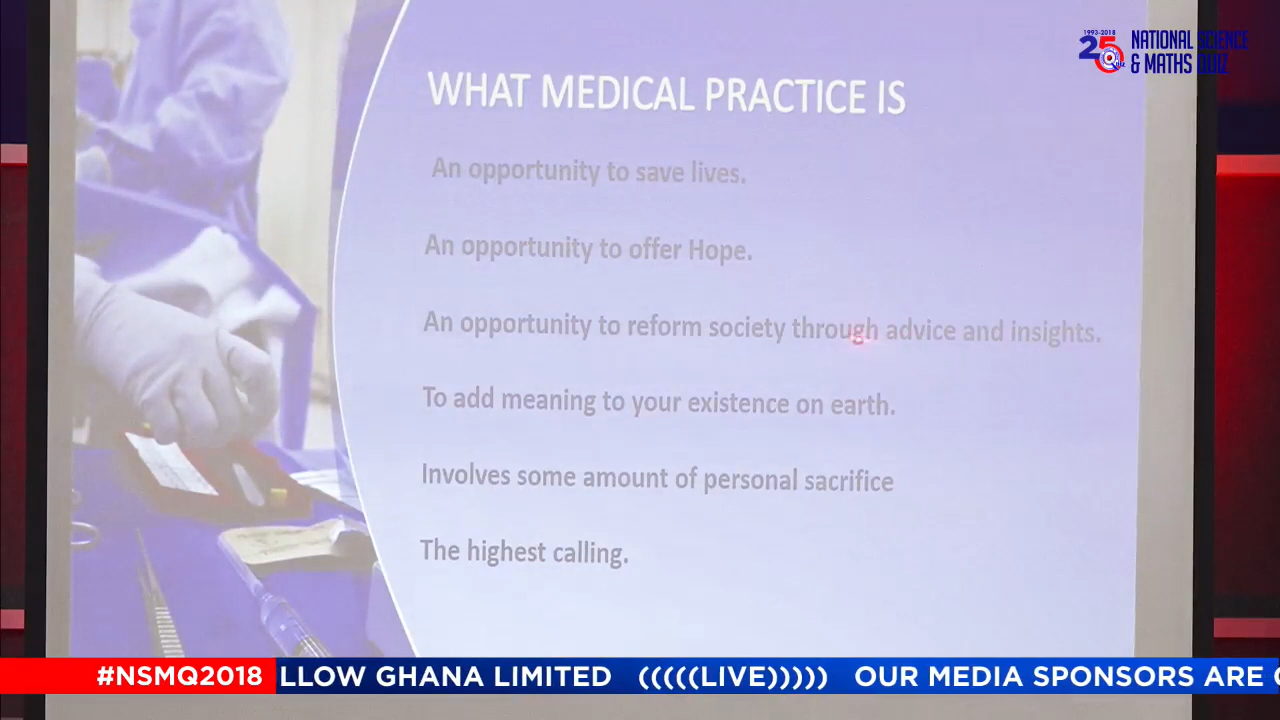 1993-2018
25
NATIONAL SCIENCE
& MATHS QUIZ
WHAT MEDICAL PRACTICE IS
An opportunity to save lives.
An opportunity to offer Hope.
An opportunity to reform society through advice and insights.
To add meaning to your existence on earth.
Involves some amount of personal sacrifice
The highest calling.
#NSMQ2018 LLOW GHANA LIMITED (((((LIVE))))) OUR MEDIA SPONSORS ARE